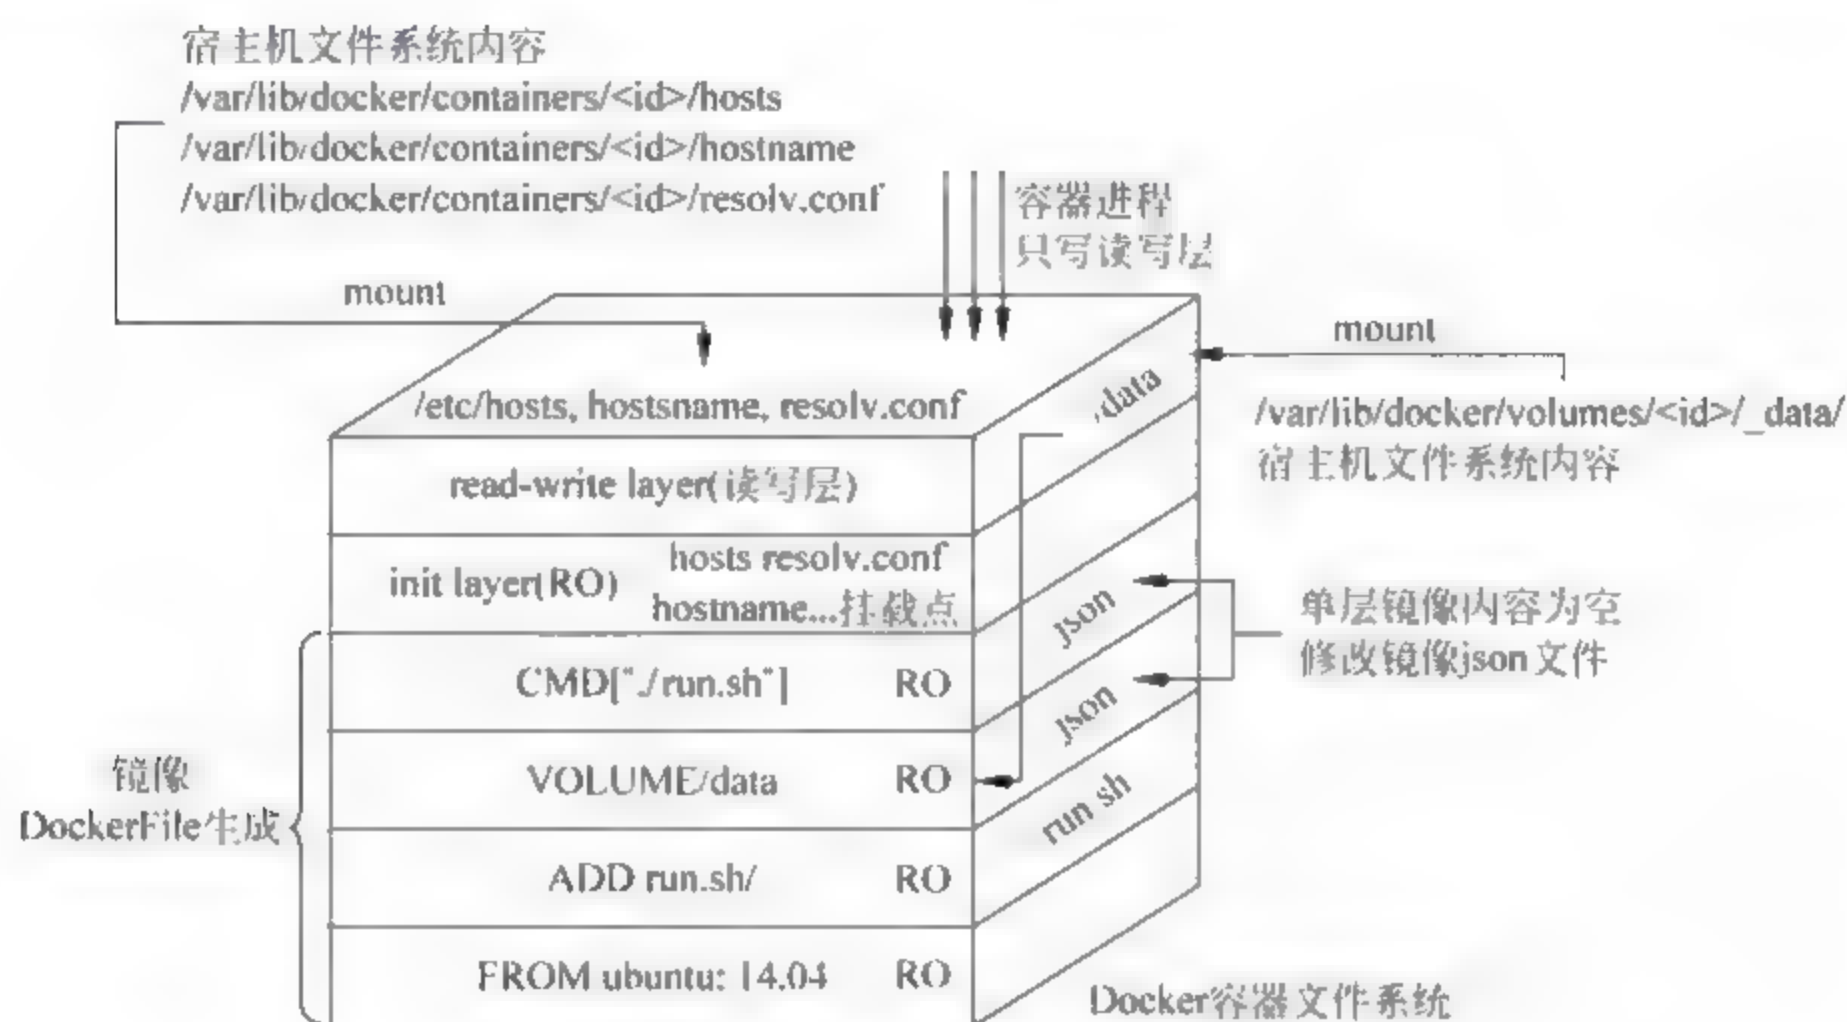 宿主机文件系统内容
/var/lib/docker/containers/<id>/hosts
/var/lib/docker/containers/<id>/hostname
/var/lib/docker/containers/<id>/resolv.conf
容器进程
只写读写层
mount
mount
/etc/hosts, hostsname, resolv.conf
/data
/var/lib/docker/volumes/<id>/_data/
宿主机文件系统内容
read-write layer(读写层)
init layer(RO)
hosts resolv.conf
hostname...挂载点
json
单层镜像内容为空
修改镜像json文件
CMD["./run.sh"] RO
json
镜像
DockerFile生成
VOLUME/data RO
run sh
ADD run.sh/ RO
FROM ubuntu: 14.04 RO
Docker容器文件系统